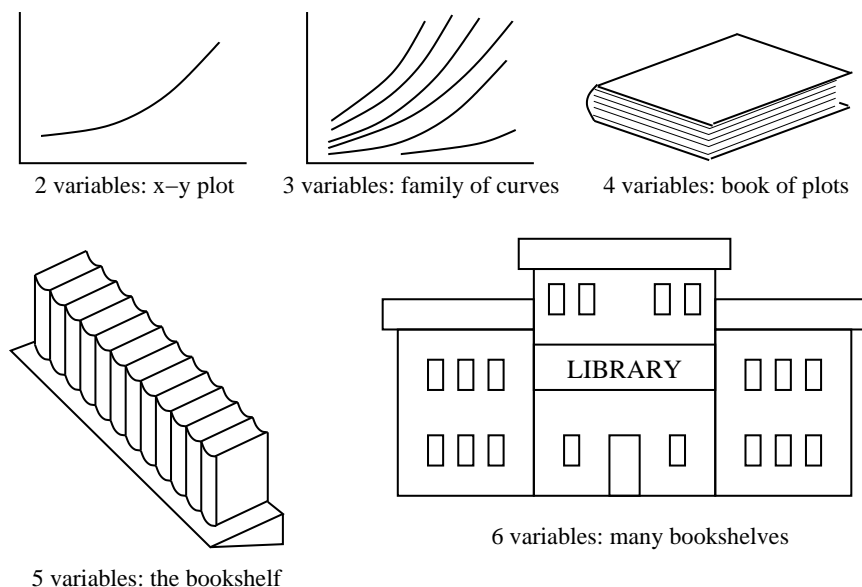 2 variables: x−y plot
3 variables: family of curves
4 variables: book of plots
LIBRARY
5 variables: the bookshelf
6 variables: many bookshelves